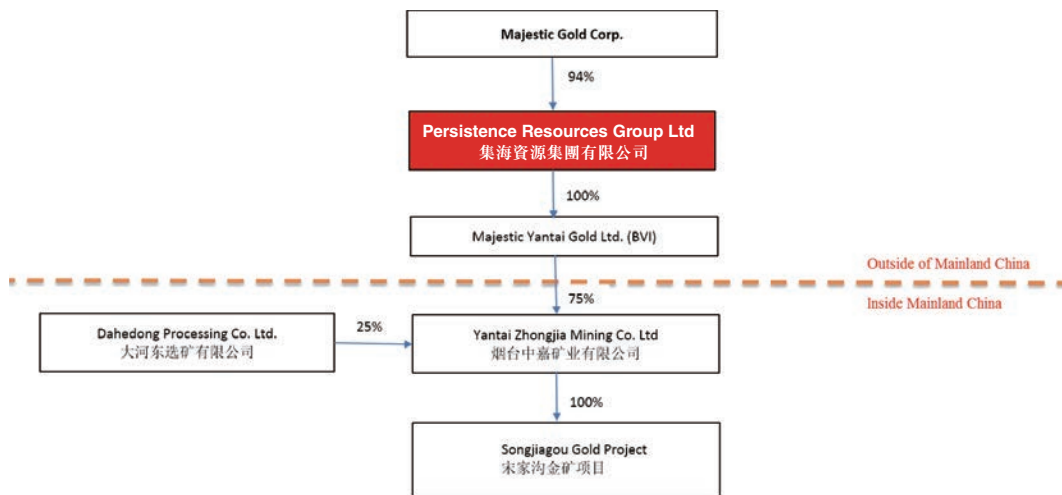 Majestic Gold Corp.
94%
Persistence Resources Group Ltd
集海資源集團有限公司
100%
Majestic Yantai Gold Ltd. (BVI)
Outside of Mainland China
75%
Inside Mainland China
Dahedong Processing Co. Ltd.
大河东选矿有限公司
25%
Yantai Zhongjia Mining Co. Ltd
烟台中嘉矿业有限公司
100%
Songjiagou Gold Project
宋家沟金矿项目